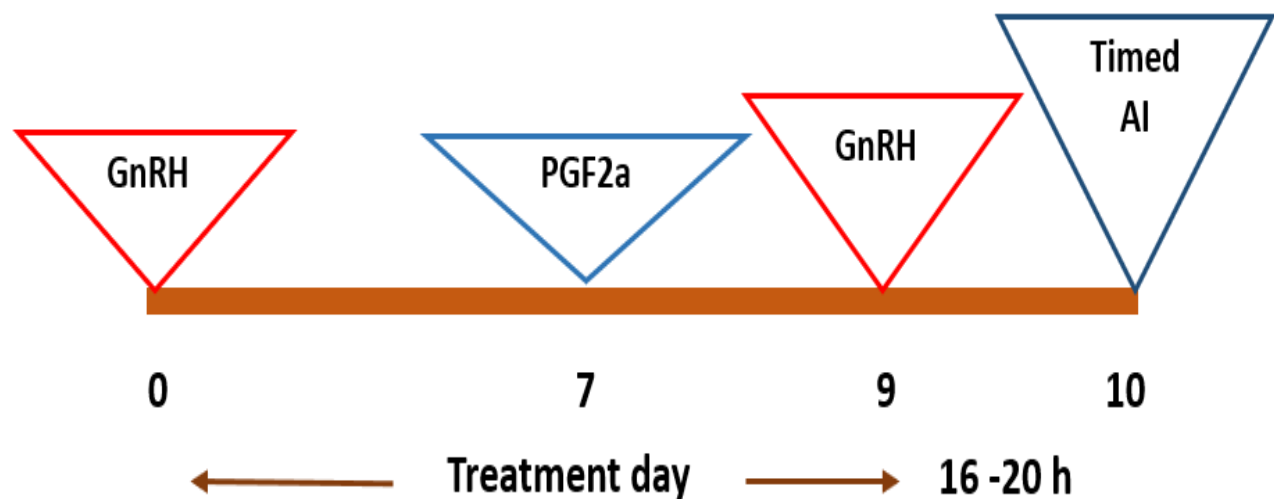 Timed
AI
GnRH
PGF2a
GnRH
0
7
9
10
Treatment day
16 -20 h